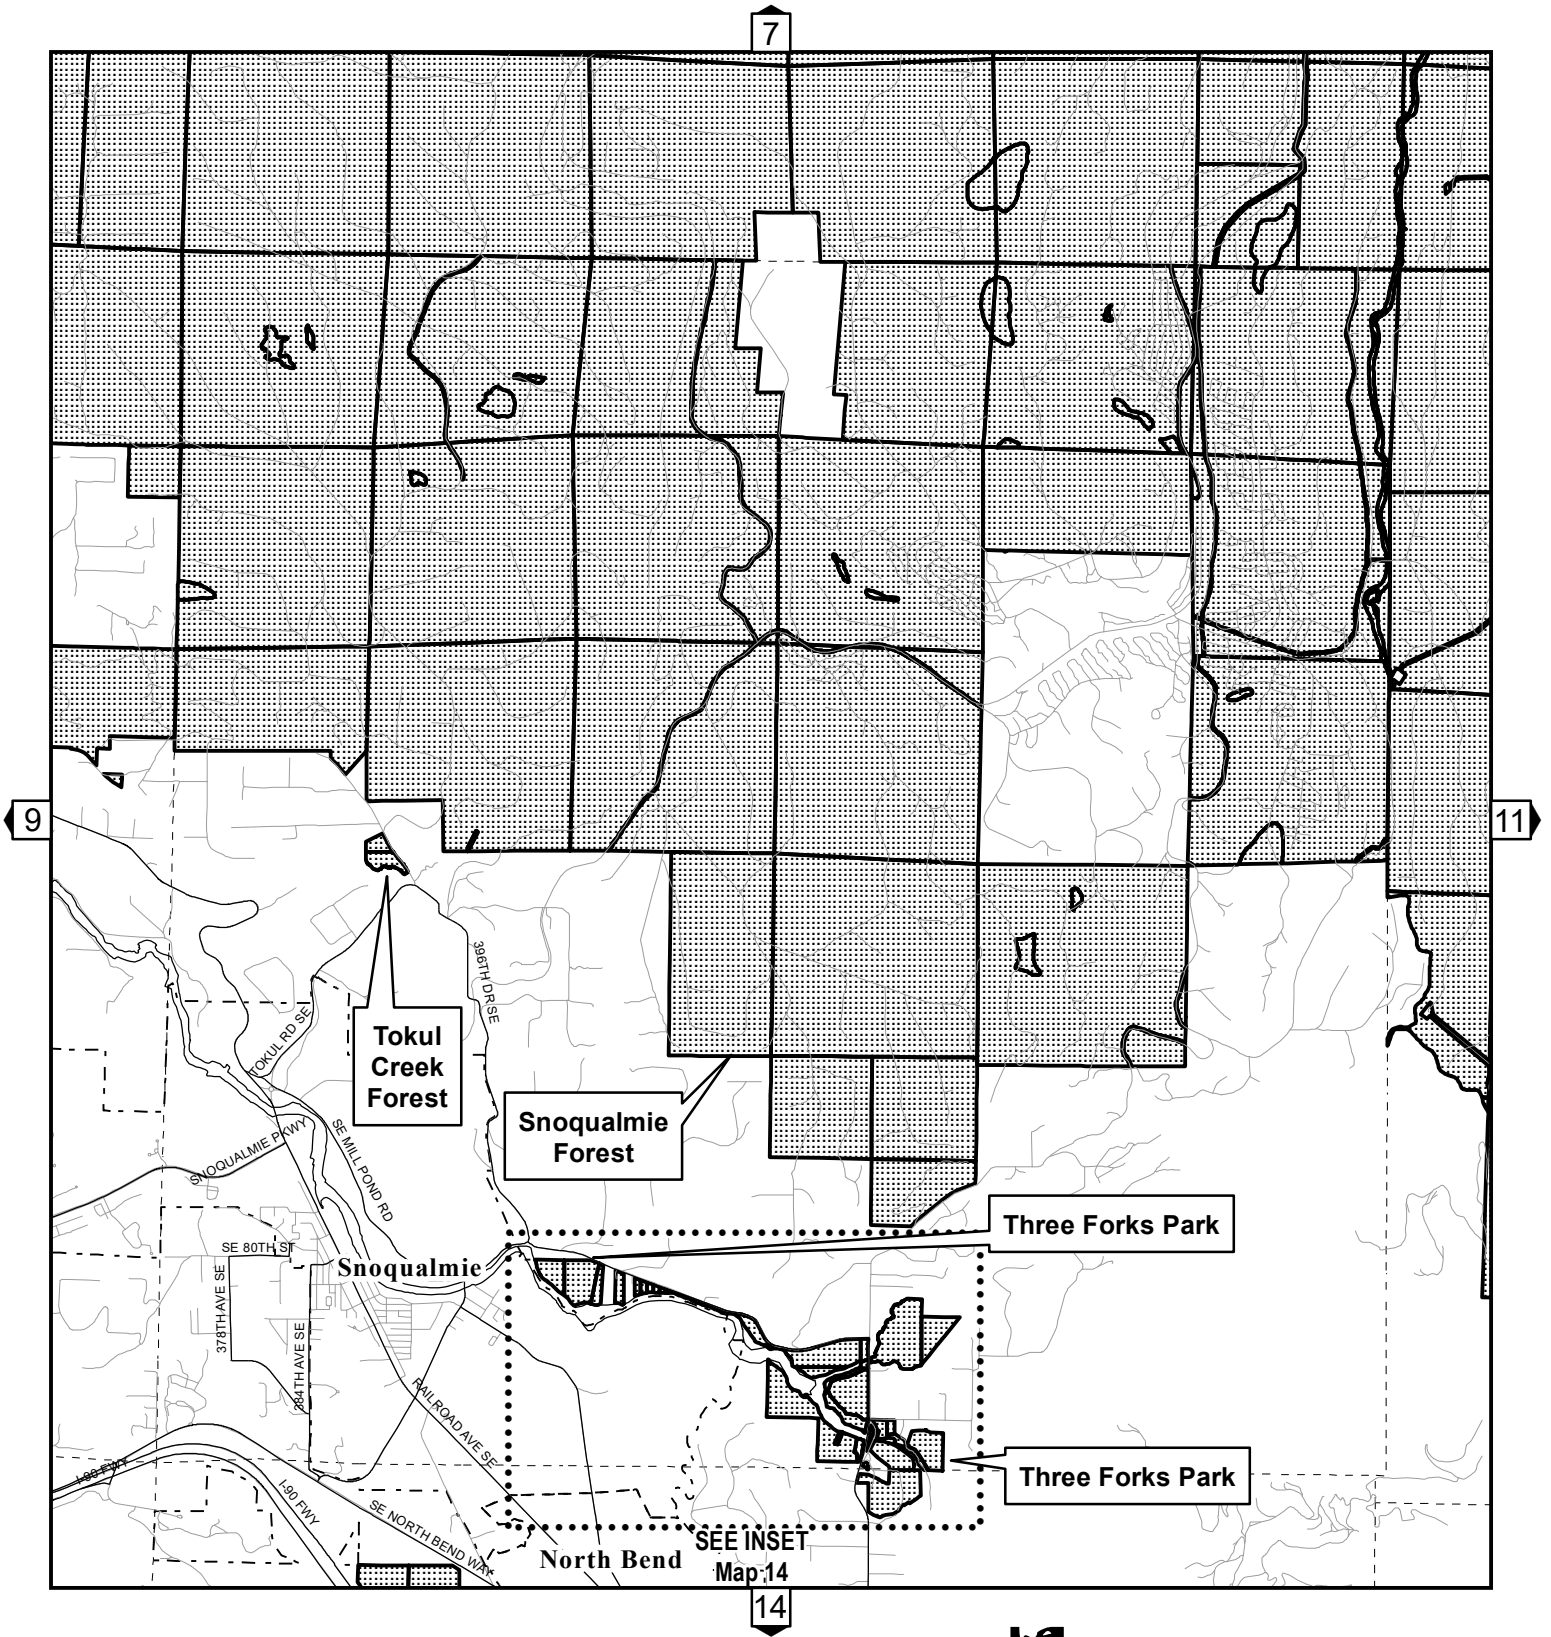 7
9
11
396TH DR SE
Tokul
Creek
Forest
TOKUL RD SE
Snoqualmie
Forest
SNOQUALMIE PKWY
SE MILL POND RD
Three Forks Park
SE 80TH ST
Snoqualmie
378TH AVE SE
384TH AVE SE
RAILROAD AVE SE
Three Forks Park
I-90 FWY
I-90 FWY
SE NORTH BEND WAY
North Bend
SEE INSET
Map 14
14